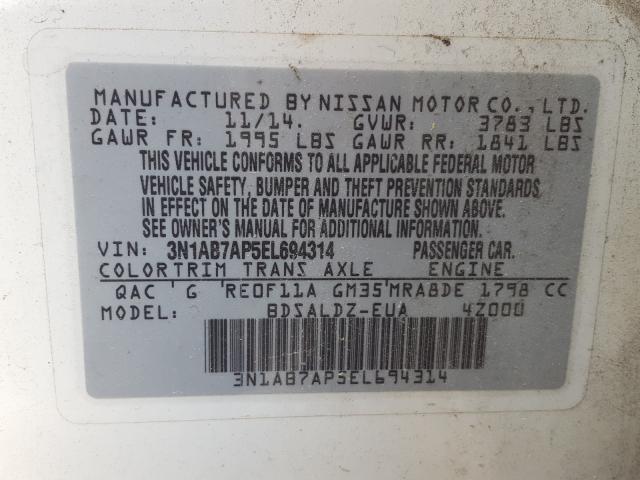 MANUFACTURED BY NISSAN MOTOR CO., LTD.
DATE: 11/14. GVWR: 3783 LBS
GAWR FR: 1995 LBS GAWR RR: 1841 LBS
THIS VEHICLE CONFORMS TO ALL APPLICABLE FEDERAL MOTOR
VEHICLE SAFETY, BUMPER AND THEFT PREVENTION STANDARDS
IN EFFECT ON THE DATE OF MANUFACTURE SHOWN ABOVE.
SEE OWNER'S MANUAL FOR ADDITIONAL INFORMATION.
VIN: 3N1AB7AP5EL694314 PASSENGER CAR.
COLOR TRIM TRANS AXLE ENGINE
QAC G RE0F11A GM35 MRA8DE 1798 CC
MODEL: BDSALDZ-EUA 4Z000
3N1AB7AP5EL694314